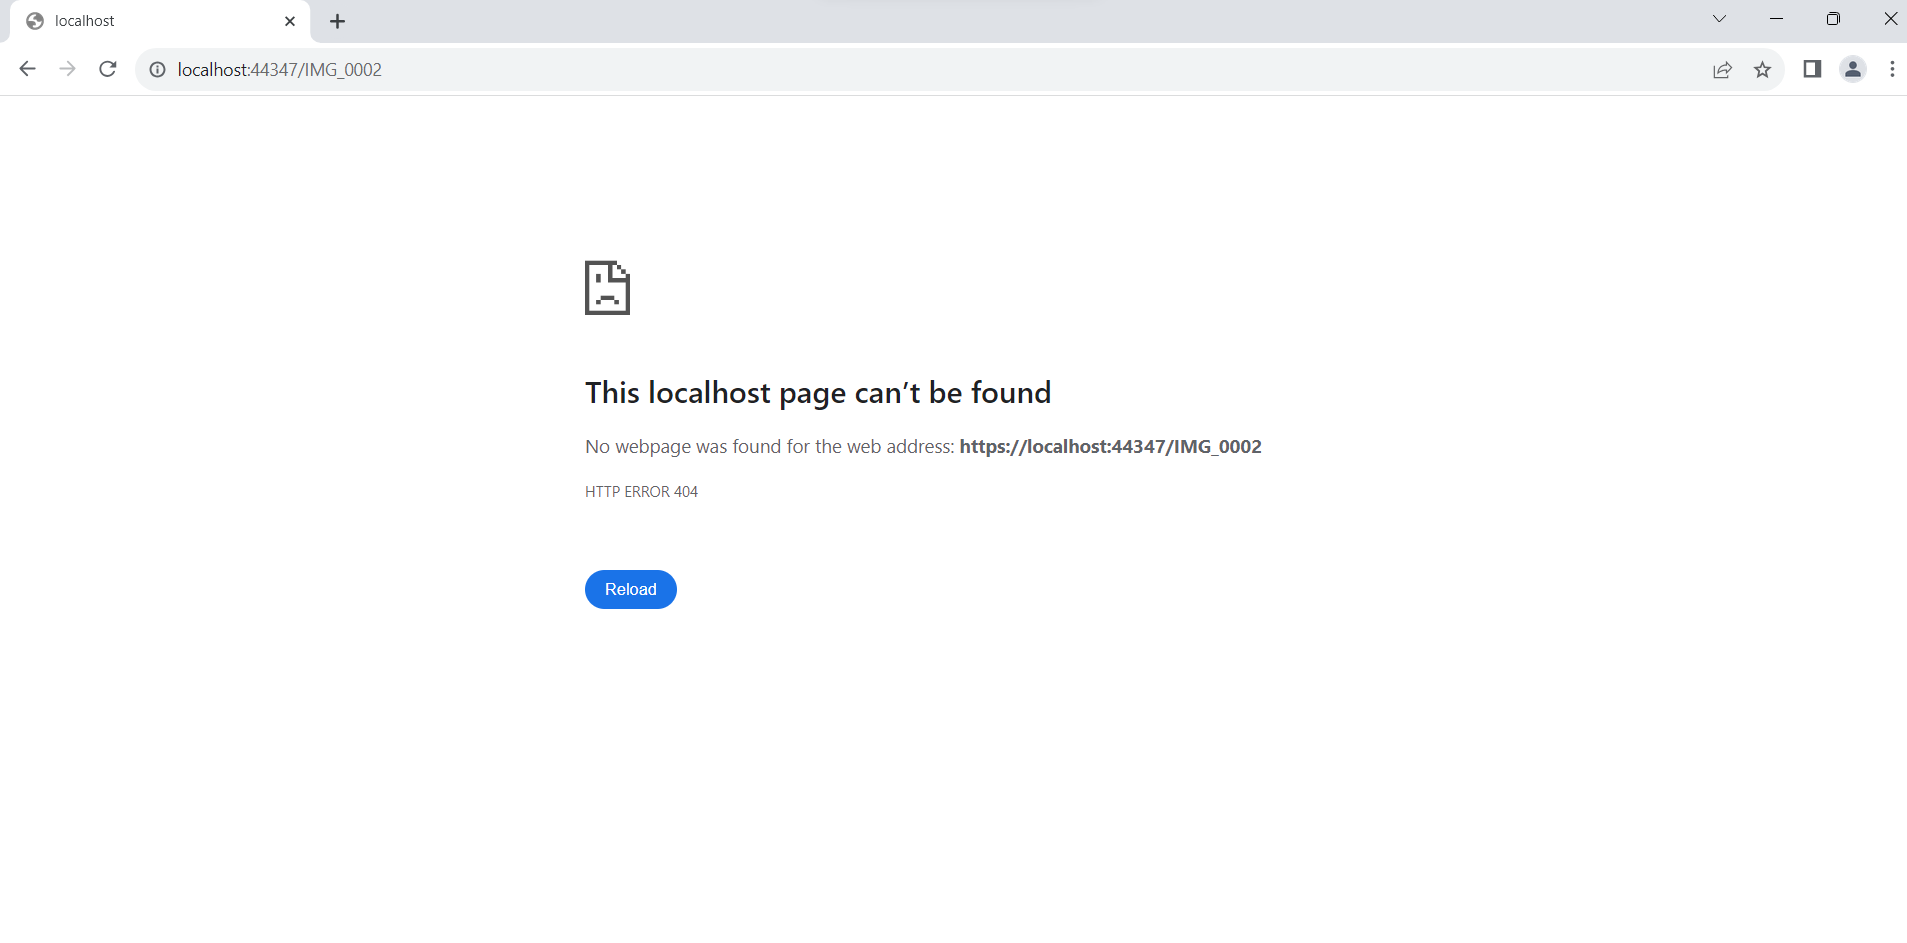 localhost
localhost:44347/IMG_0002
This localhost page can’t be found
No webpage was found for the web address: https://localhost:44347/IMG_0002
HTTP ERROR 404
Reload